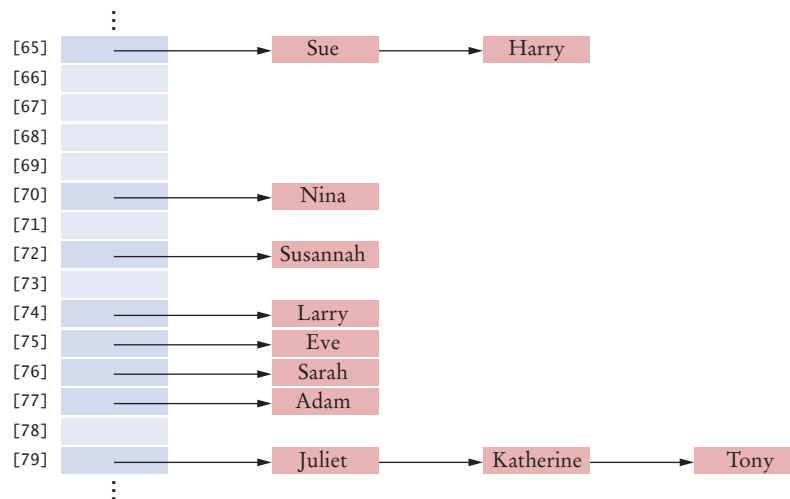 ⋮
[65] Sue Harry
[66]
[67]
[68]
[69]
[70] Nina
[71]
[72] Susannah
[73]
[74] Larry
[75] Eve
[76] Sarah
[77] Adam
[78]
[79] Juliet Katherine Tony
⋮